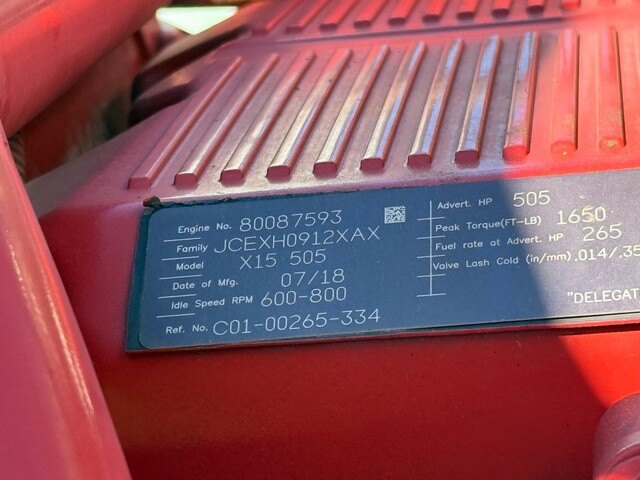 Engine No. 80087593
Family JCEXH0912XAX
Model X15 505
Date of Mfg. 07/18
Idle Speed RPM 600-800
Ref. No. C01-00265-334
Advert. HP 505
Peak Torque(FT-LB) 1650
Fuel rate at Advert. HP 265
Valve Lash Cold (in/mm) .014/.35
"DELEGAT